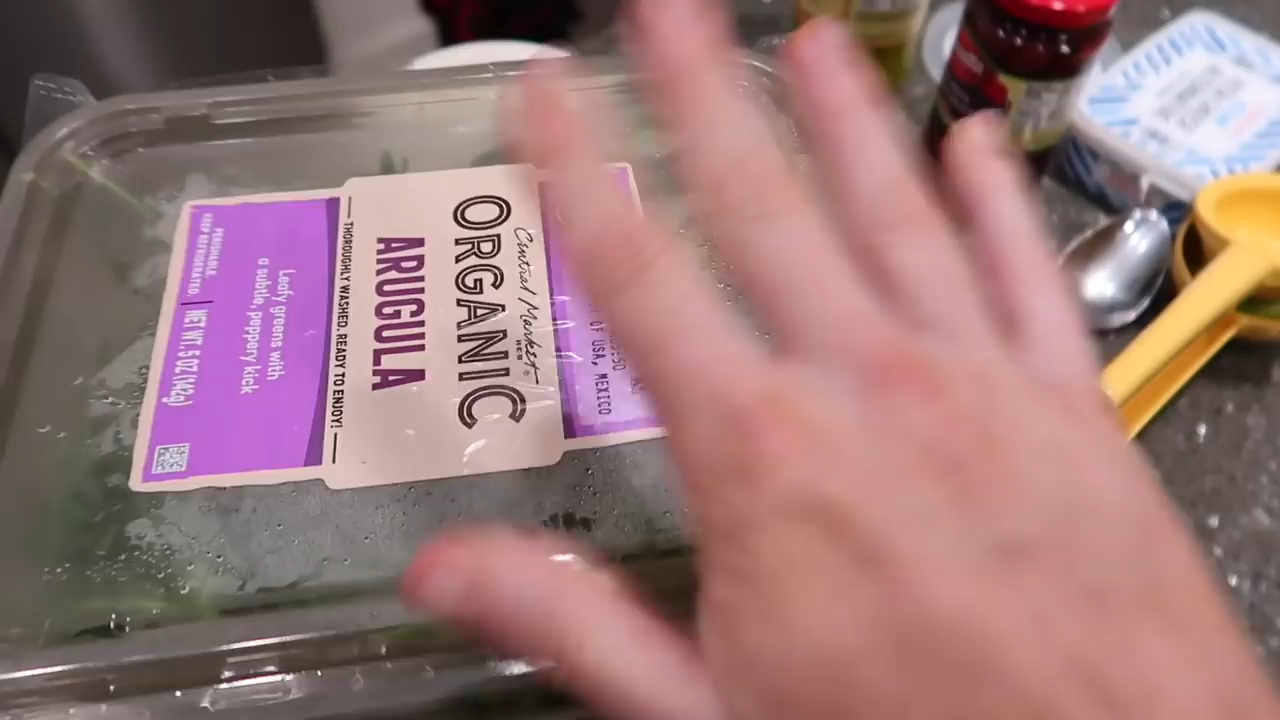 Central Market®
HEB
ORGANIC
ARUGULA
THOROUGHLY WASHED. READY TO ENJOY!
Leafy greens with
a subtle, peppery kick
PERISHABLE.
KEEP REFRIGERATED.
NET WT. 5 OZ (142g)
OF USA, MEXICO